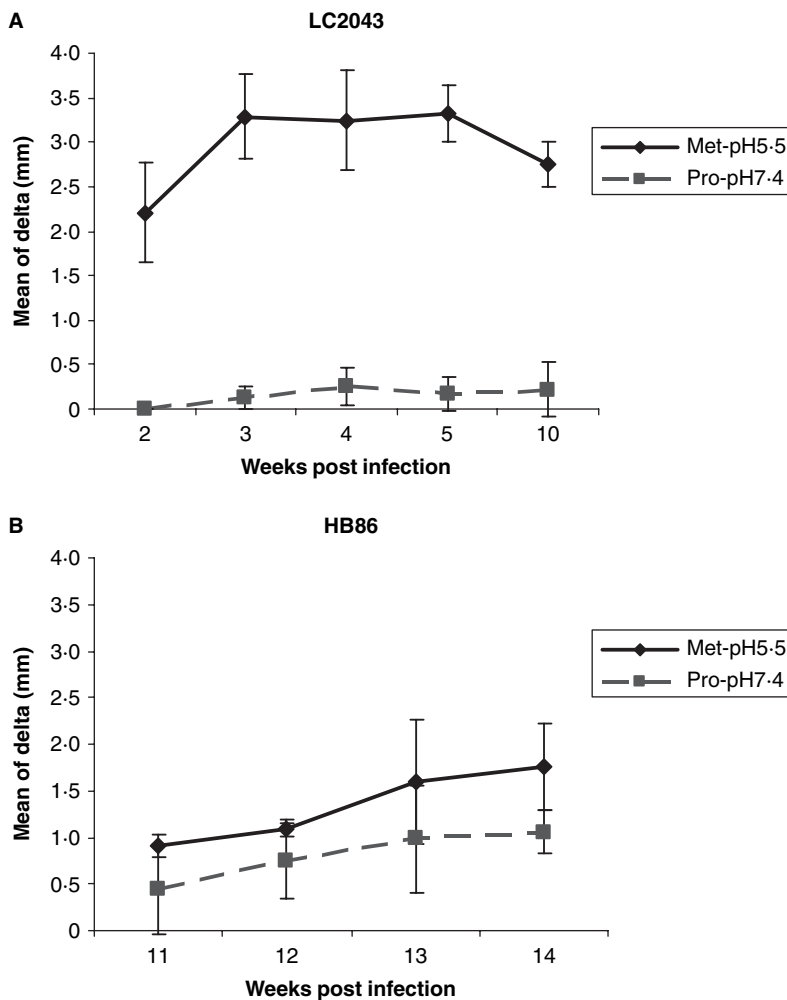 A
LC2043
4·0
3·5
3·0
2·5
2·0
1·5
1·0
0·5
0
Mean of delta (mm)
2 3 4 5 10
Weeks post infection
Met-pH5·5
Pro-pH7·4
B
HB86
4·0
3·5
3·0
2·5
2·0
1·5
1·0
0·5
0
Mean of delta (mm)
11 12 13 14
Weeks post infection
Met-pH5·5
Pro-pH7·4